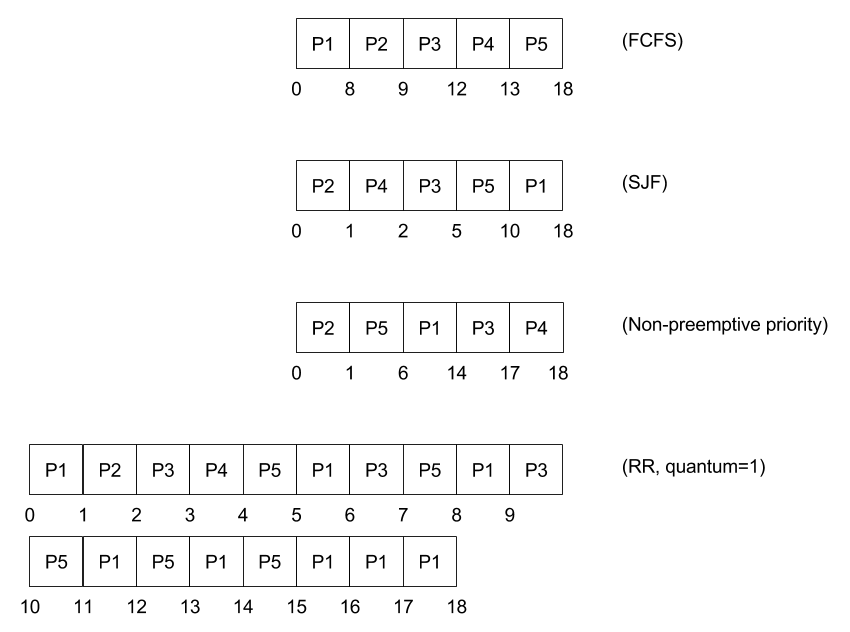 P1 P2 P3 P4 P5 (FCFS)
0 8 9 12 13 18
P2 P4 P3 P5 P1 (SJF)
0 1 2 5 10 18
P2 P5 P1 P3 P4 (Non-preemptive priority)
0 1 6 14 17 18
P1 P2 P3 P4 P5 P1 P3 P5 P1 P3 (RR, quantum=1)
0 1 2 3 4 5 6 7 8 9
P5 P1 P5 P1 P5 P1 P1 P1
10 11 12 13 14 15 16 17 18